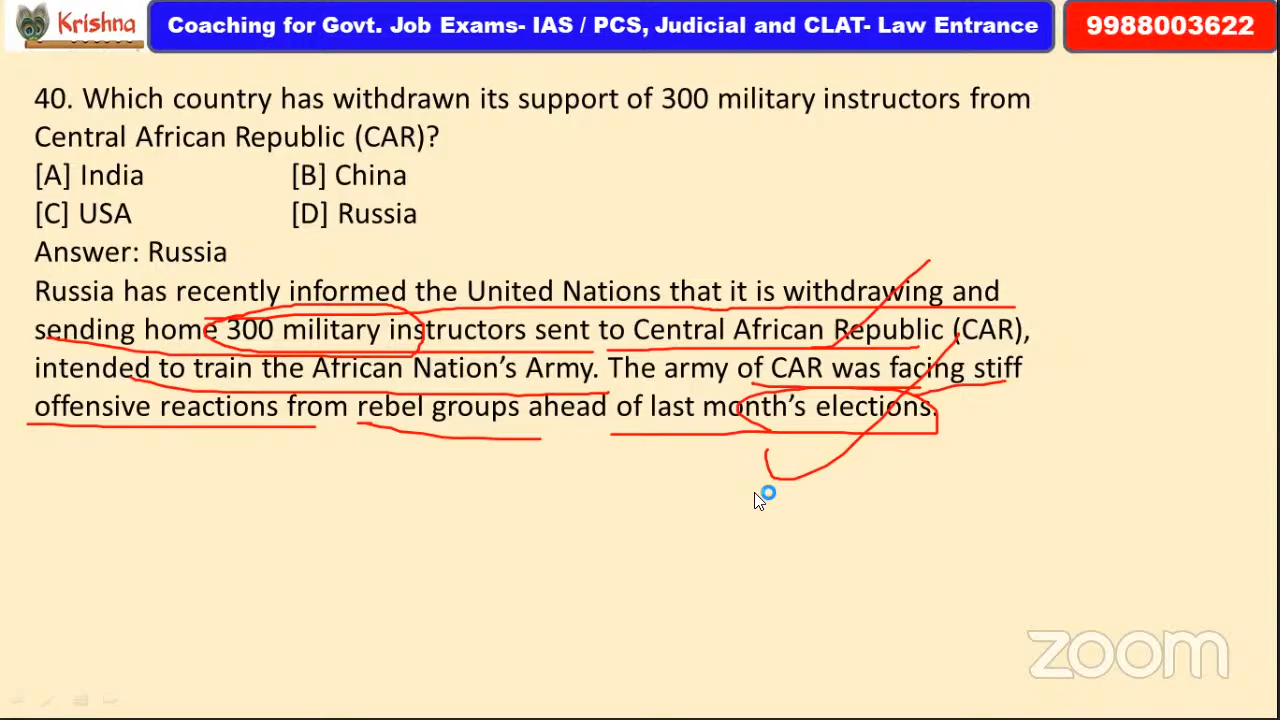 Krishna
Coaching for Govt. Job Exams- IAS / PCS, Judicial and CLAT- Law Entrance
9988003622
40. Which country has withdrawn its support of 300 military instructors from
Central African Republic (CAR)?
[A] India [B] China
[C] USA [D] Russia
Answer: Russia
Russia has recently informed the United Nations that it is withdrawing and
sending home 300 military instructors sent to Central African Republic (CAR),
intended to train the African Nation’s Army. The army of CAR was facing stiff
offensive reactions from rebel groups ahead of last month’s elections.
zoom